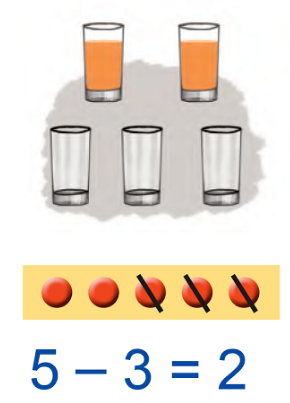 5 – 3 = 2